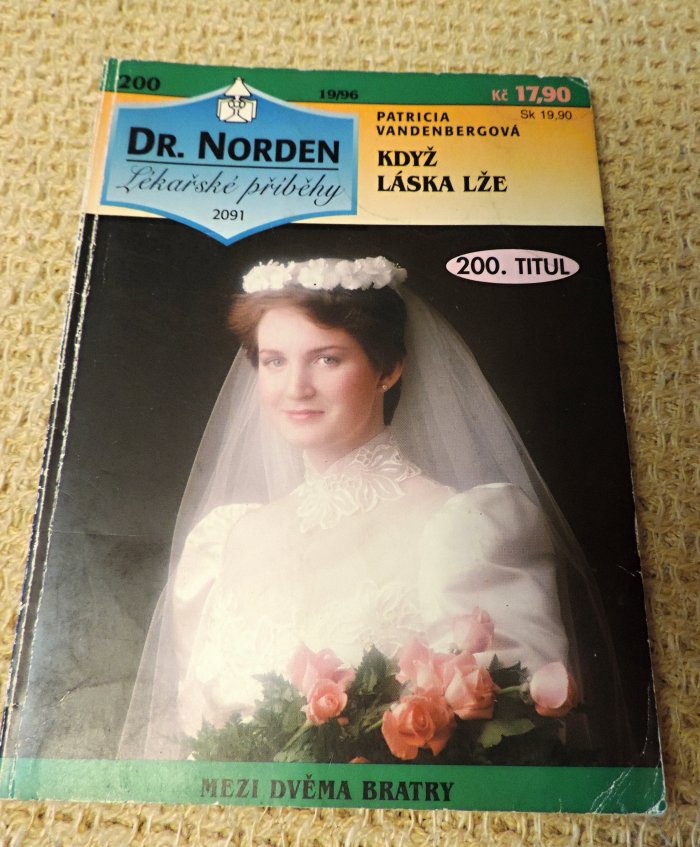 200
19/96
Kč 17,90
Sk 19,90
DR. NORDEN
Lékařské příběhy
2091
PATRICIA
VANDENBERGOVÁ
KDYŽ
LÁSKA LŽE
200. TITUL
MEZI DVĚMA BRATRY